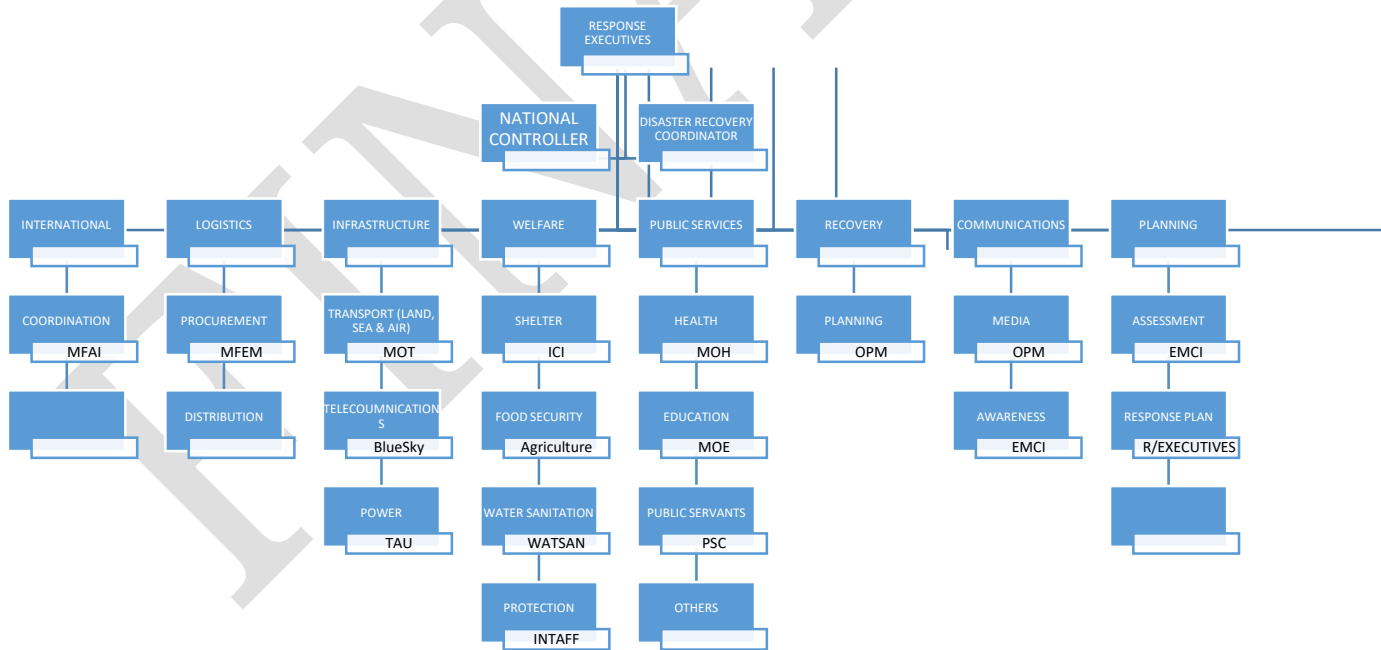 RESPONSE
EXECUTIVES
NATIONAL
CONTROLLER
DISASTER RECOVERY
COORDINATOR
INTERNATIONAL
LOGISTICS
INFRASTRUCTURE
WELFARE
PUBLIC SERVICES
RECOVERY
COMMUNICATIONS
PLANNING
COORDINATION
MFAI
PROCUREMENT
MFEM
TRANSPORT (LAND,
SEA & AIR)
MOT
SHELTER
ICI
HEALTH
MOH
PLANNING
OPM
MEDIA
OPM
ASSESSMENT
EMCI
DISTRIBUTION
TELECOUMNICATION
S
BlueSky
FOOD SECURITY
Agriculture
EDUCATION
MOE
AWARENESS
EMCI
RESPONSE PLAN
R/EXECUTIVES
POWER
TAU
WATER SANITATION
WATSAN
PUBLIC SERVANTS
PSC
PROTECTION
INTAFF
OTHERS